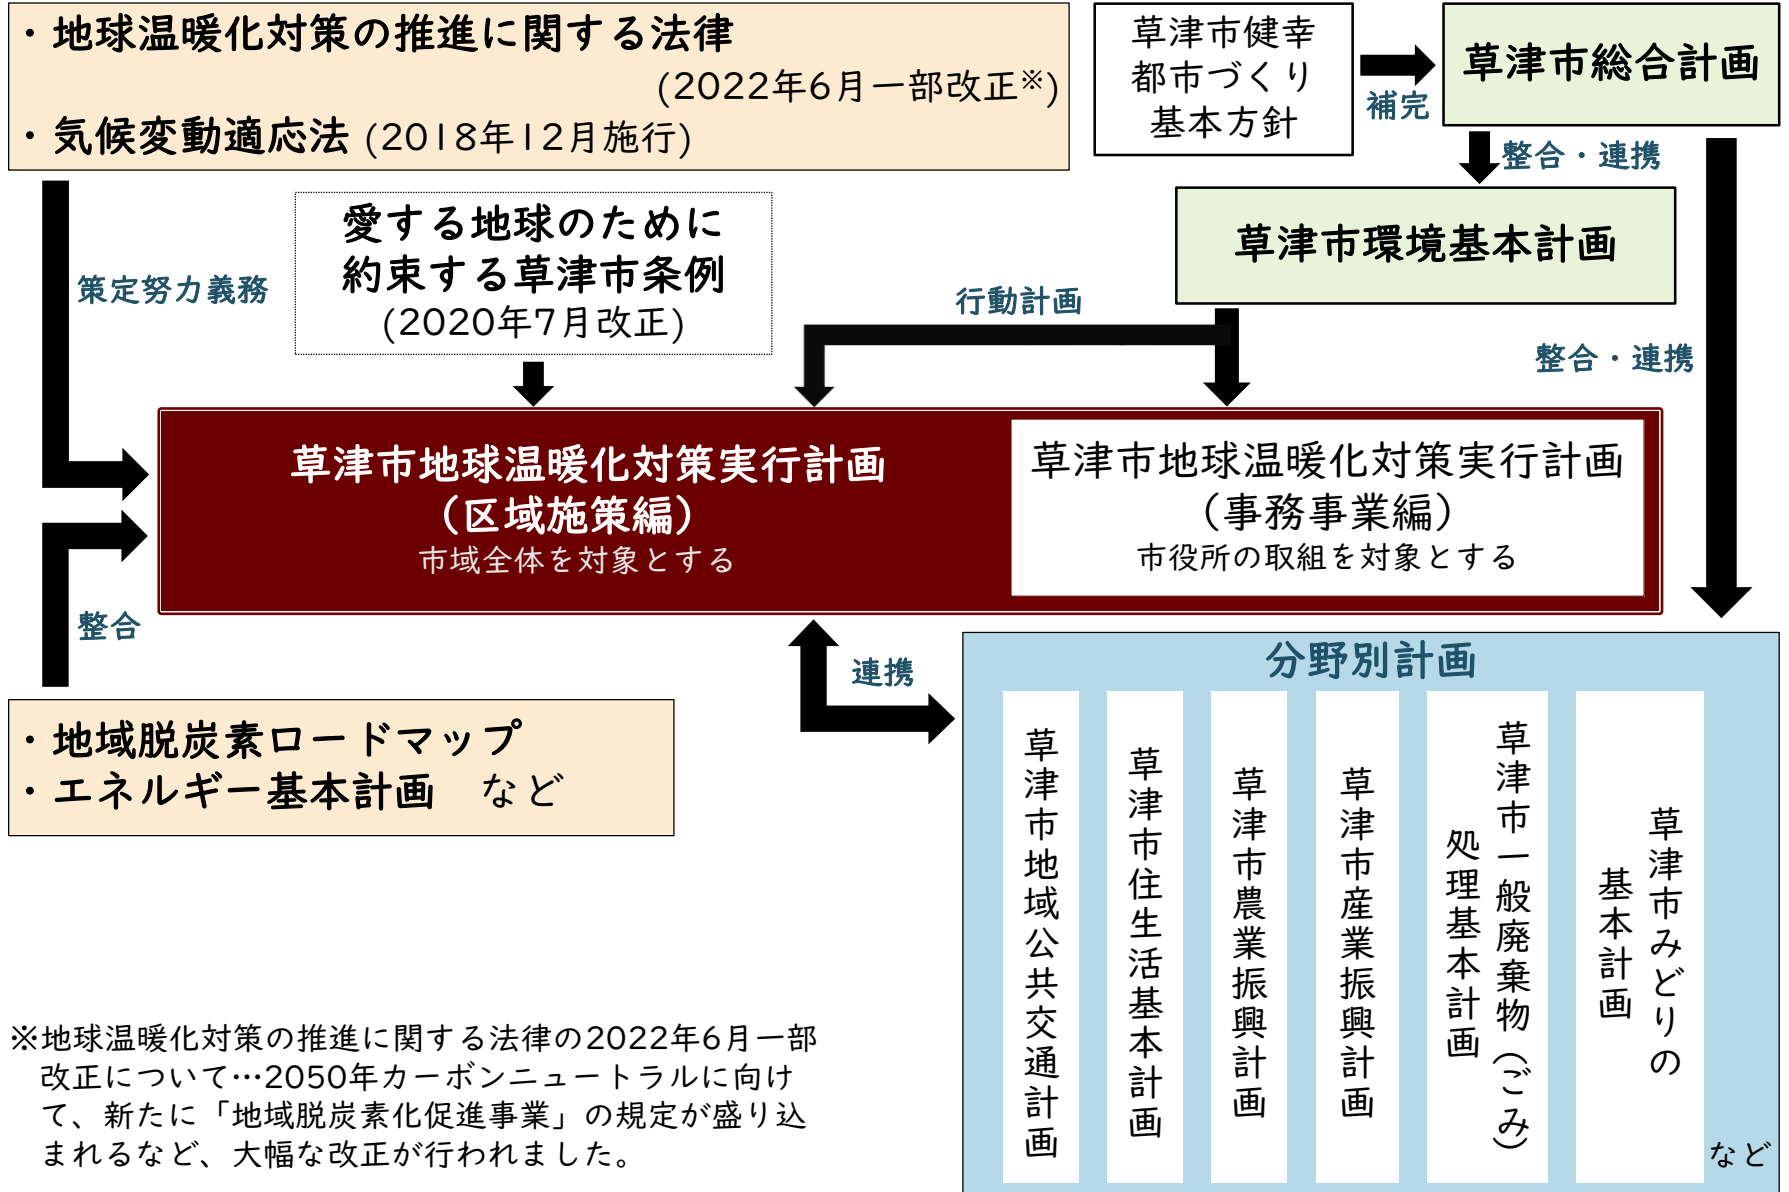 ・地球温暖化対策の推進に関する法律
(2022年6月一部改正※)
・気候変動適応法 (2018年12月施行)
草津市健幸
都市づくり
基本方針
補完
草津市総合計画
整合・連携
草津市環境基本計画
整合・連携
策定努力義務
愛する地球のために
約束する草津市条例
(2020年7月改正)
行動計画
草津市地球温暖化対策実行計画
（区域施策編）
市域全体を対象とする
草津市地球温暖化対策実行計画
（事務事業編）
市役所の取組を対象とする
整合
連携
・地域脱炭素ロードマップ
・エネルギー基本計画　など
分野別計画
草津市地域公共交通計画
草津市住生活基本計画
草津市農業振興計画
草津市産業振興計画
草津市一般廃棄物（ごみ）
処理基本計画
草津市みどりの
基本計画
など
※地球温暖化対策の推進に関する法律の2022年6月一部
改正について…2050年カーボンニュートラルに向け
て、新たに「地域脱炭素化促進事業」の規定が盛り込
まれるなど、大幅な改正が行われました。